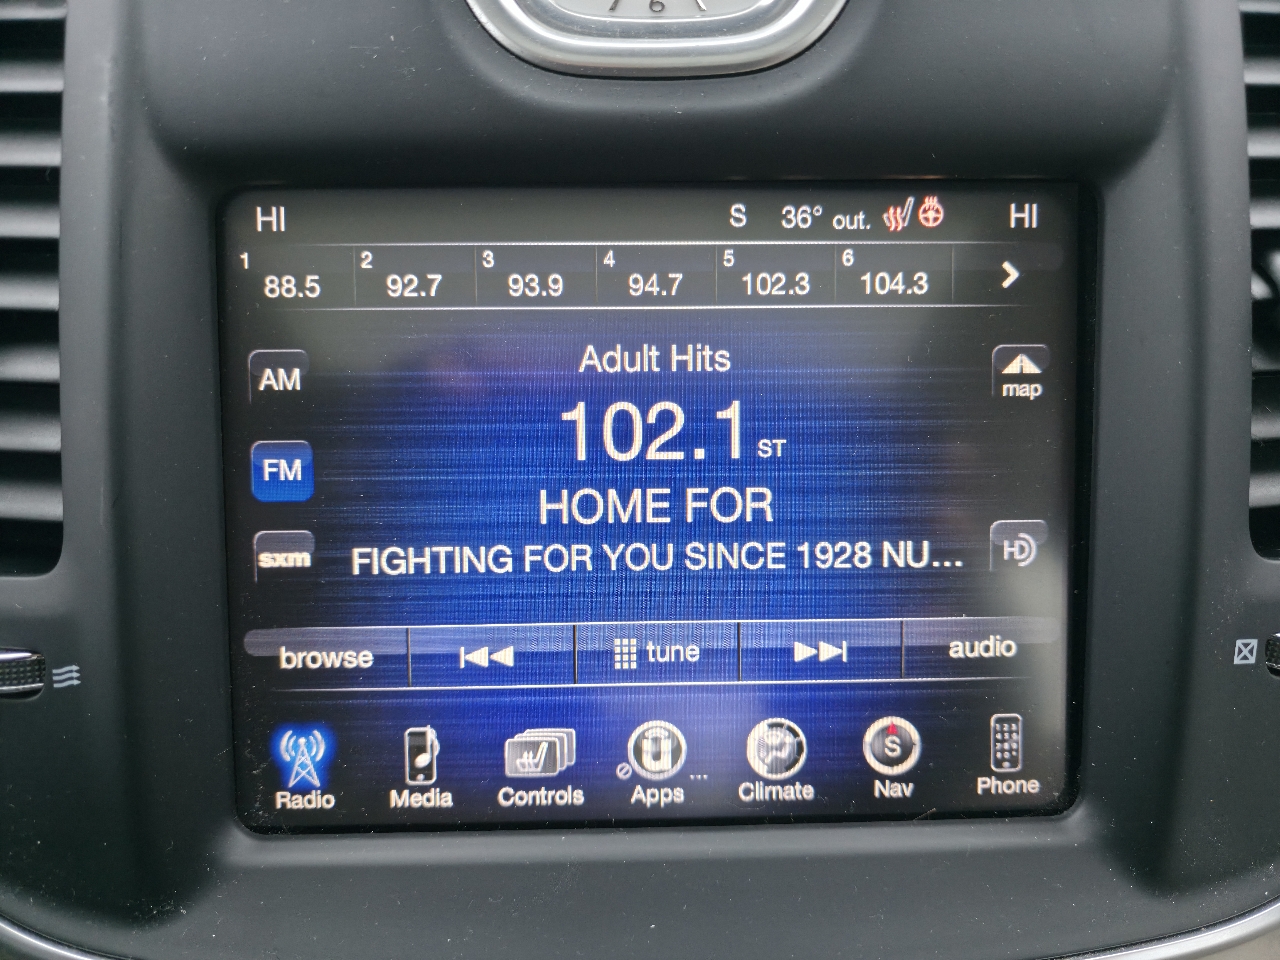 6
HI S 36° out. HI
1 2 3 4 5 6
88.5 92.7 93.9 94.7 102.3 104.3
Adult Hits
AM map
102.1 ST
FM
HOME FOR
sxm FIGHTING FOR YOU SINCE 1928 NU... HD
browse tune audio
S
Radio Media Controls Apps ... Climate Nav Phone